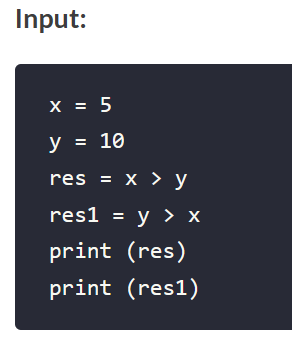 Input:
x = 5
y = 10
res = x > y
res1 = y > x
print (res)
print (res1)